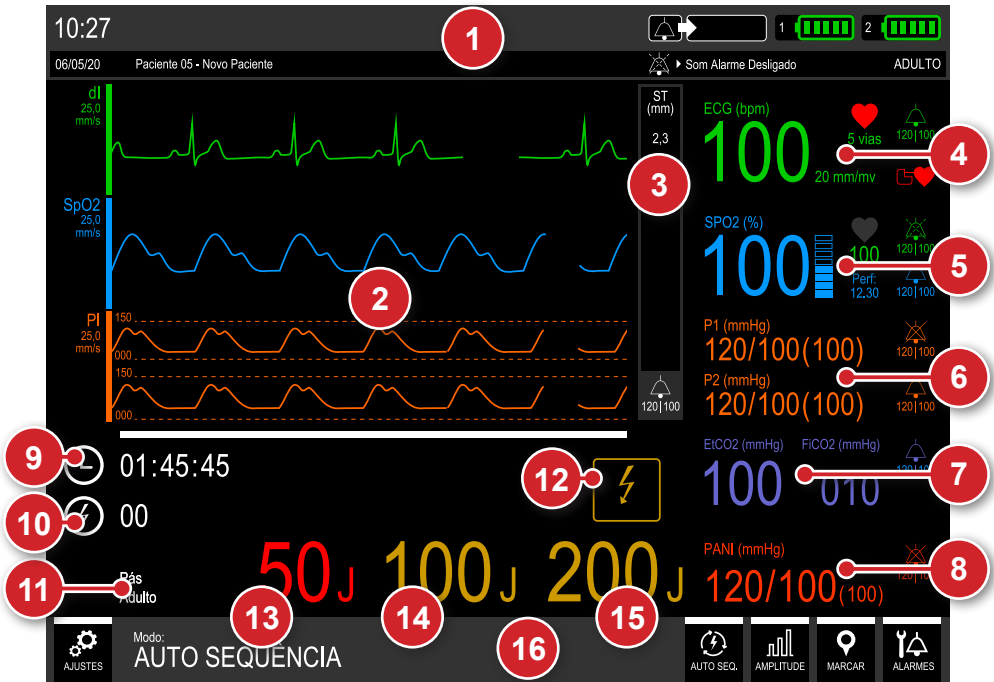 10:27
1
1
2
06/05/20
Paciente 05 - Novo Paciente
Som Alarme Desligado
ADULTO
dI
25,0
mm/s
ST
(mm)
2,3
3
120|100
ECG (bpm)
100
5 vias
20 mm/mv
120|100
4
SpO2
25,0
mm/s
2
SPO2 (%)
100
100
Perf:
12.30
120|100
120|100
5
PI
25,0
mm/s
150
000
150
000
P1 (mmHg)
120/100(100)
120|100
P2 (mmHg)
120/100(100)
120|100
6
9
01:45:45
10
00
12
EtCO2 (mmHg)
FiCO2 (mmHg)
100
010
7
11
Pás
Adulto
50J
100J
200J
13
14
15
PANI (mmHg)
120/100(100)
8
AJUSTES
Modo:
AUTO SEQUÊNCIA
16
AUTO SEQ.
AMPLITUDE
MARCAR
ALARMES